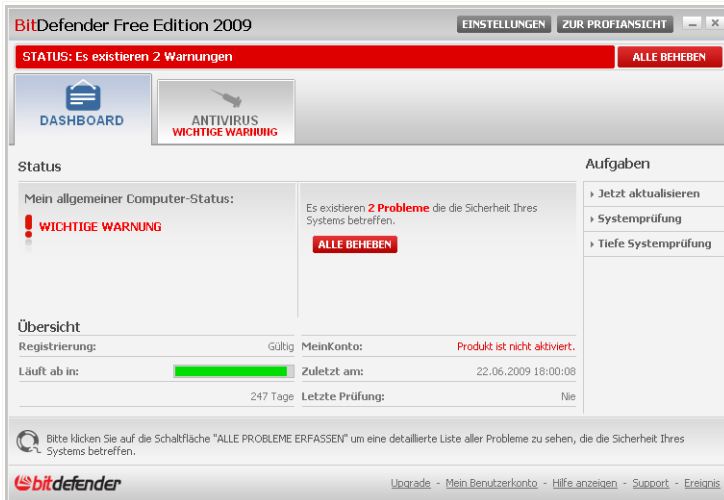 BitDefender Free Edition 2009
EINSTELLUNGEN
ZUR PROFIANSICHT
STATUS: Es existieren 2 Warnungen
ALLE BEHEBEN
DASHBOARD
ANTIVIRUS
WICHTIGE WARNUNG
Status
Mein allgemeiner Computer-Status:
WICHTIGE WARNUNG
Es existieren 2 Probleme die die Sicherheit Ihres
Systems betreffen.
ALLE BEHEBEN
Aufgaben
Jetzt aktualisieren
Systemprüfung
Tiefe Systemprüfung
Übersicht
Registrierung: Gültig
MeinKonto: Produkt ist nicht aktiviert.
Läuft ab in:
Zuletzt am: 22.06.2009 18:00:08
247 Tage
Letzte Prüfung: Nie
Bitte klicken Sie auf die Schaltfläche "ALLE PROBLEME ERFASSEN" um eine detaillierte Liste aller Probleme zu sehen, die die Sicherheit Ihres
Systems betreffen.
bitdefender
Upgrade - Mein Benutzerkonto - Hilfe anzeigen - Support - Ereignis